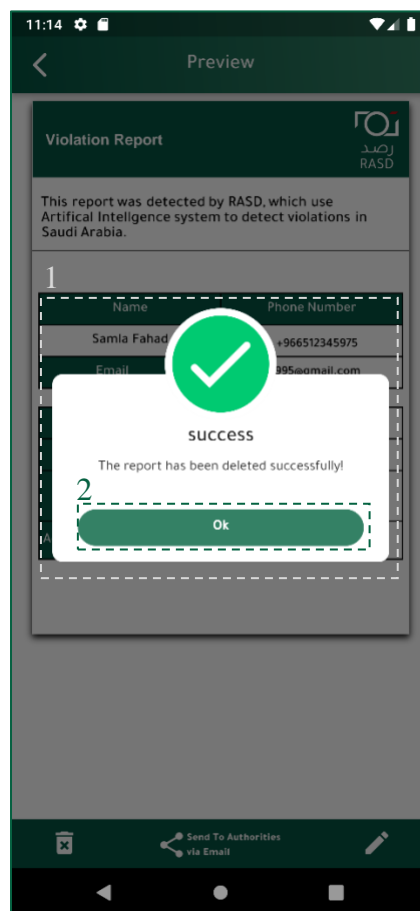 11:14
Preview
Violation Report
رصد
RASD
This report was detected by RASD, which use
Artifical Intellgence system to detect violations in
Saudi Arabia.
1
Name Phone Number
Samla Fahad +966512345975
Email 995@gmail.com
success
The report has been deleted successfully!
2
Ok
A
Send To Authorities
via Email